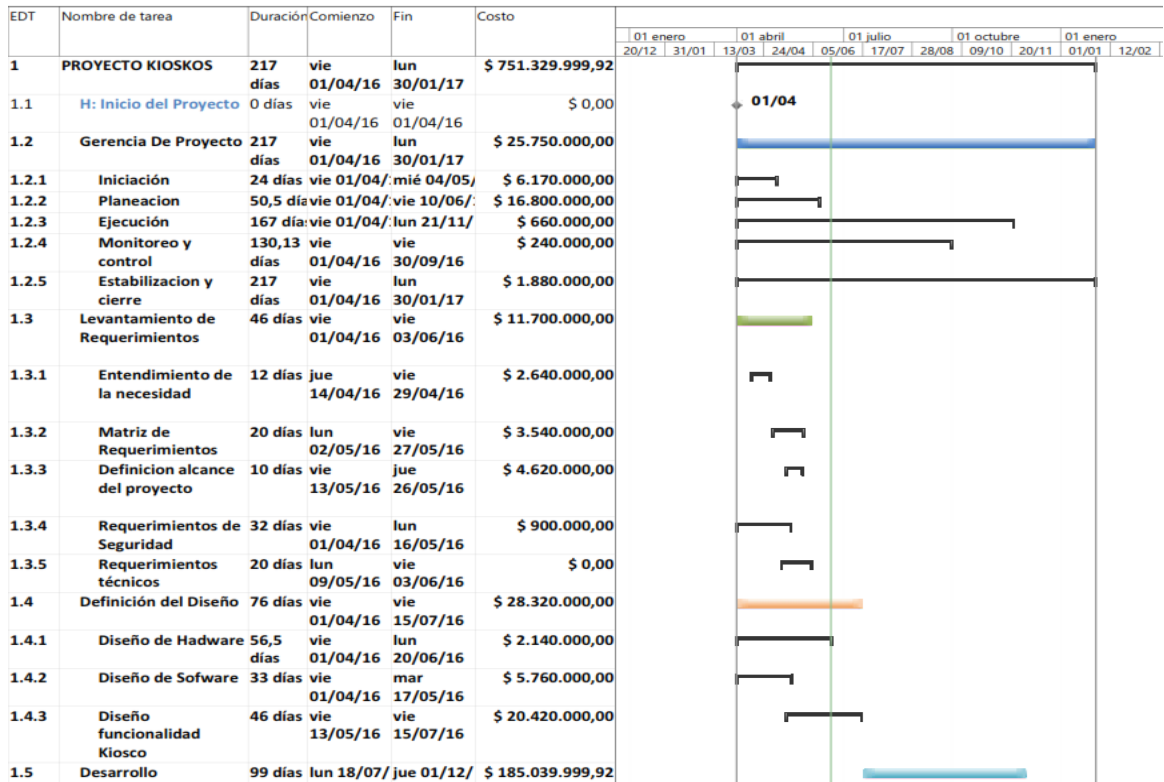 EDT Nombre de tarea Duración Comienzo Fin Costo
01 enero 01 abril 01 julio 01 octubre 01 enero
20/12 31/01 13/03 24/04 05/06 17/07 28/08 09/10 20/11 01/01 12/02
1 PROYECTO KIOSKOS 217 vie lun $ 751.329.999,92
días 01/04/16 30/01/17
1.1 H: Inicio del Proyecto 0 días vie vie $ 0,00 01/04
01/04/16 01/04/16
1.2 Gerencia De Proyecto 217 vie lun $ 25.750.000,00
días 01/04/16 30/01/17
1.2.1 Iniciación 24 días vie 01/04/ mié 04/05/ $ 6.170.000,00
1.2.2 Planeacion 50,5 día vie 01/04/ vie 10/06/ $ 16.800.000,00
1.2.3 Ejecución 167 día vie 01/04/ lun 21/11/ $ 660.000,00
1.2.4 Monitoreo y 130,13 vie vie $ 240.000,00
control días 01/04/16 30/09/16
1.2.5 Estabilizacion y 217 vie lun $ 1.880.000,00
cierre días 01/04/16 30/01/17
1.3 Levantamiento de 46 días vie vie $ 11.700.000,00
Requerimientos 01/04/16 03/06/16
1.3.1 Entendimiento de 12 días jue vie $ 2.640.000,00
la necesidad 14/04/16 29/04/16
1.3.2 Matriz de 20 días lun vie $ 3.540.000,00
Requerimientos 02/05/16 27/05/16
1.3.3 Definicion alcance 10 días vie jue $ 4.620.000,00
del proyecto 13/05/16 26/05/16
1.3.4 Requerimientos de 32 días vie lun $ 900.000,00
Seguridad 01/04/16 16/05/16
1.3.5 Requerimientos 20 días lun vie $ 0,00
técnicos 09/05/16 03/06/16
1.4 Definición del Diseño 76 días vie vie $ 28.320.000,00
01/04/16 15/07/16
1.4.1 Diseño de Hadware 56,5 vie lun $ 2.140.000,00
días 01/04/16 20/06/16
1.4.2 Diseño de Sofware 33 días vie mar $ 5.760.000,00
01/04/16 17/05/16
1.4.3 Diseño 46 días vie vie $ 20.420.000,00
funcionalidad 13/05/16 15/07/16
Kiosco
1.5 Desarrollo 99 días lun 18/07/ jue 01/12/ $ 185.039.999,92